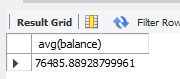 Result Grid Filter Row
avg(balance)
76485.88928799961